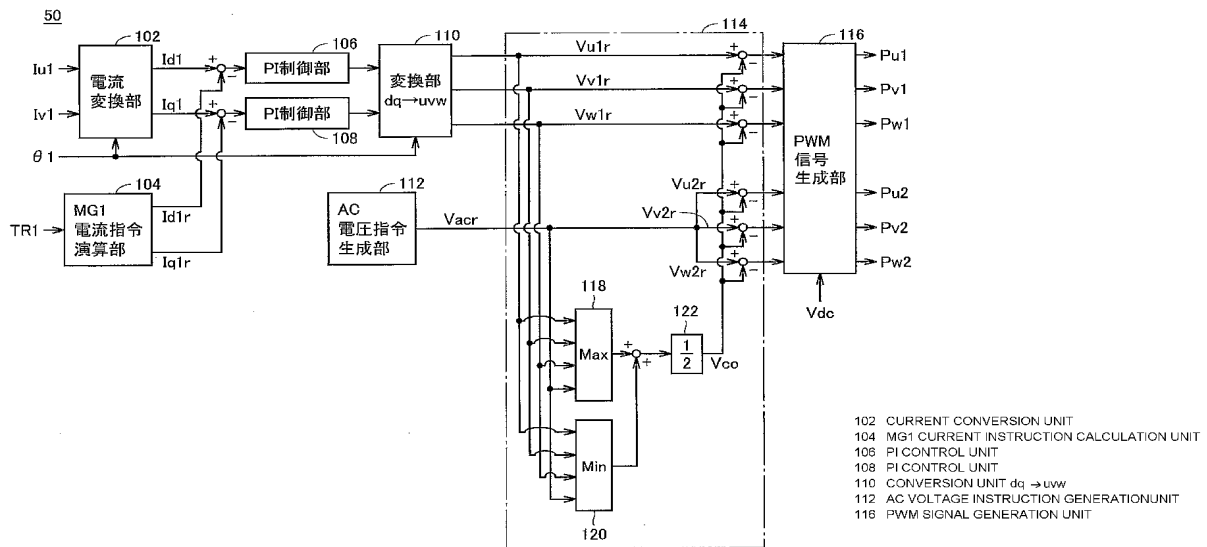 50
102
電流
変換部
Iu1
Iv1
θ1
Id1
Iq1
+
−
+
−
106
PI制御部
PI制御部
108
110
変換部
dq→uvw
104
MG1
電流指令
演算部
TR1
Id1r
Iq1r
112
AC
電圧指令
生成部
Vacr
114
Vu1r
Vv1r
Vw1r
Vu2r
Vv2r
Vw2r
+
−
+
−
+
−
+
−
+
−
+
−
116
PWM
信号
生成部
Vdc
Pu1
Pv1
Pw1
Pu2
Pv2
Pw2
118
Max
Min
120
+
+
122
1
2
Vco
102 CURRENT CONVERSION UNIT
104 MG1 CURRENT INSTRUCTION CALCULATION UNIT
106 PI CONTROL UNIT
108 PI CONTROL UNIT
110 CONVERSION UNIT dq →uvw
112 AC VOLTAGE INSTRUCTION GENERATIONUNIT
116 PWM SIGNAL GENERATION UNIT